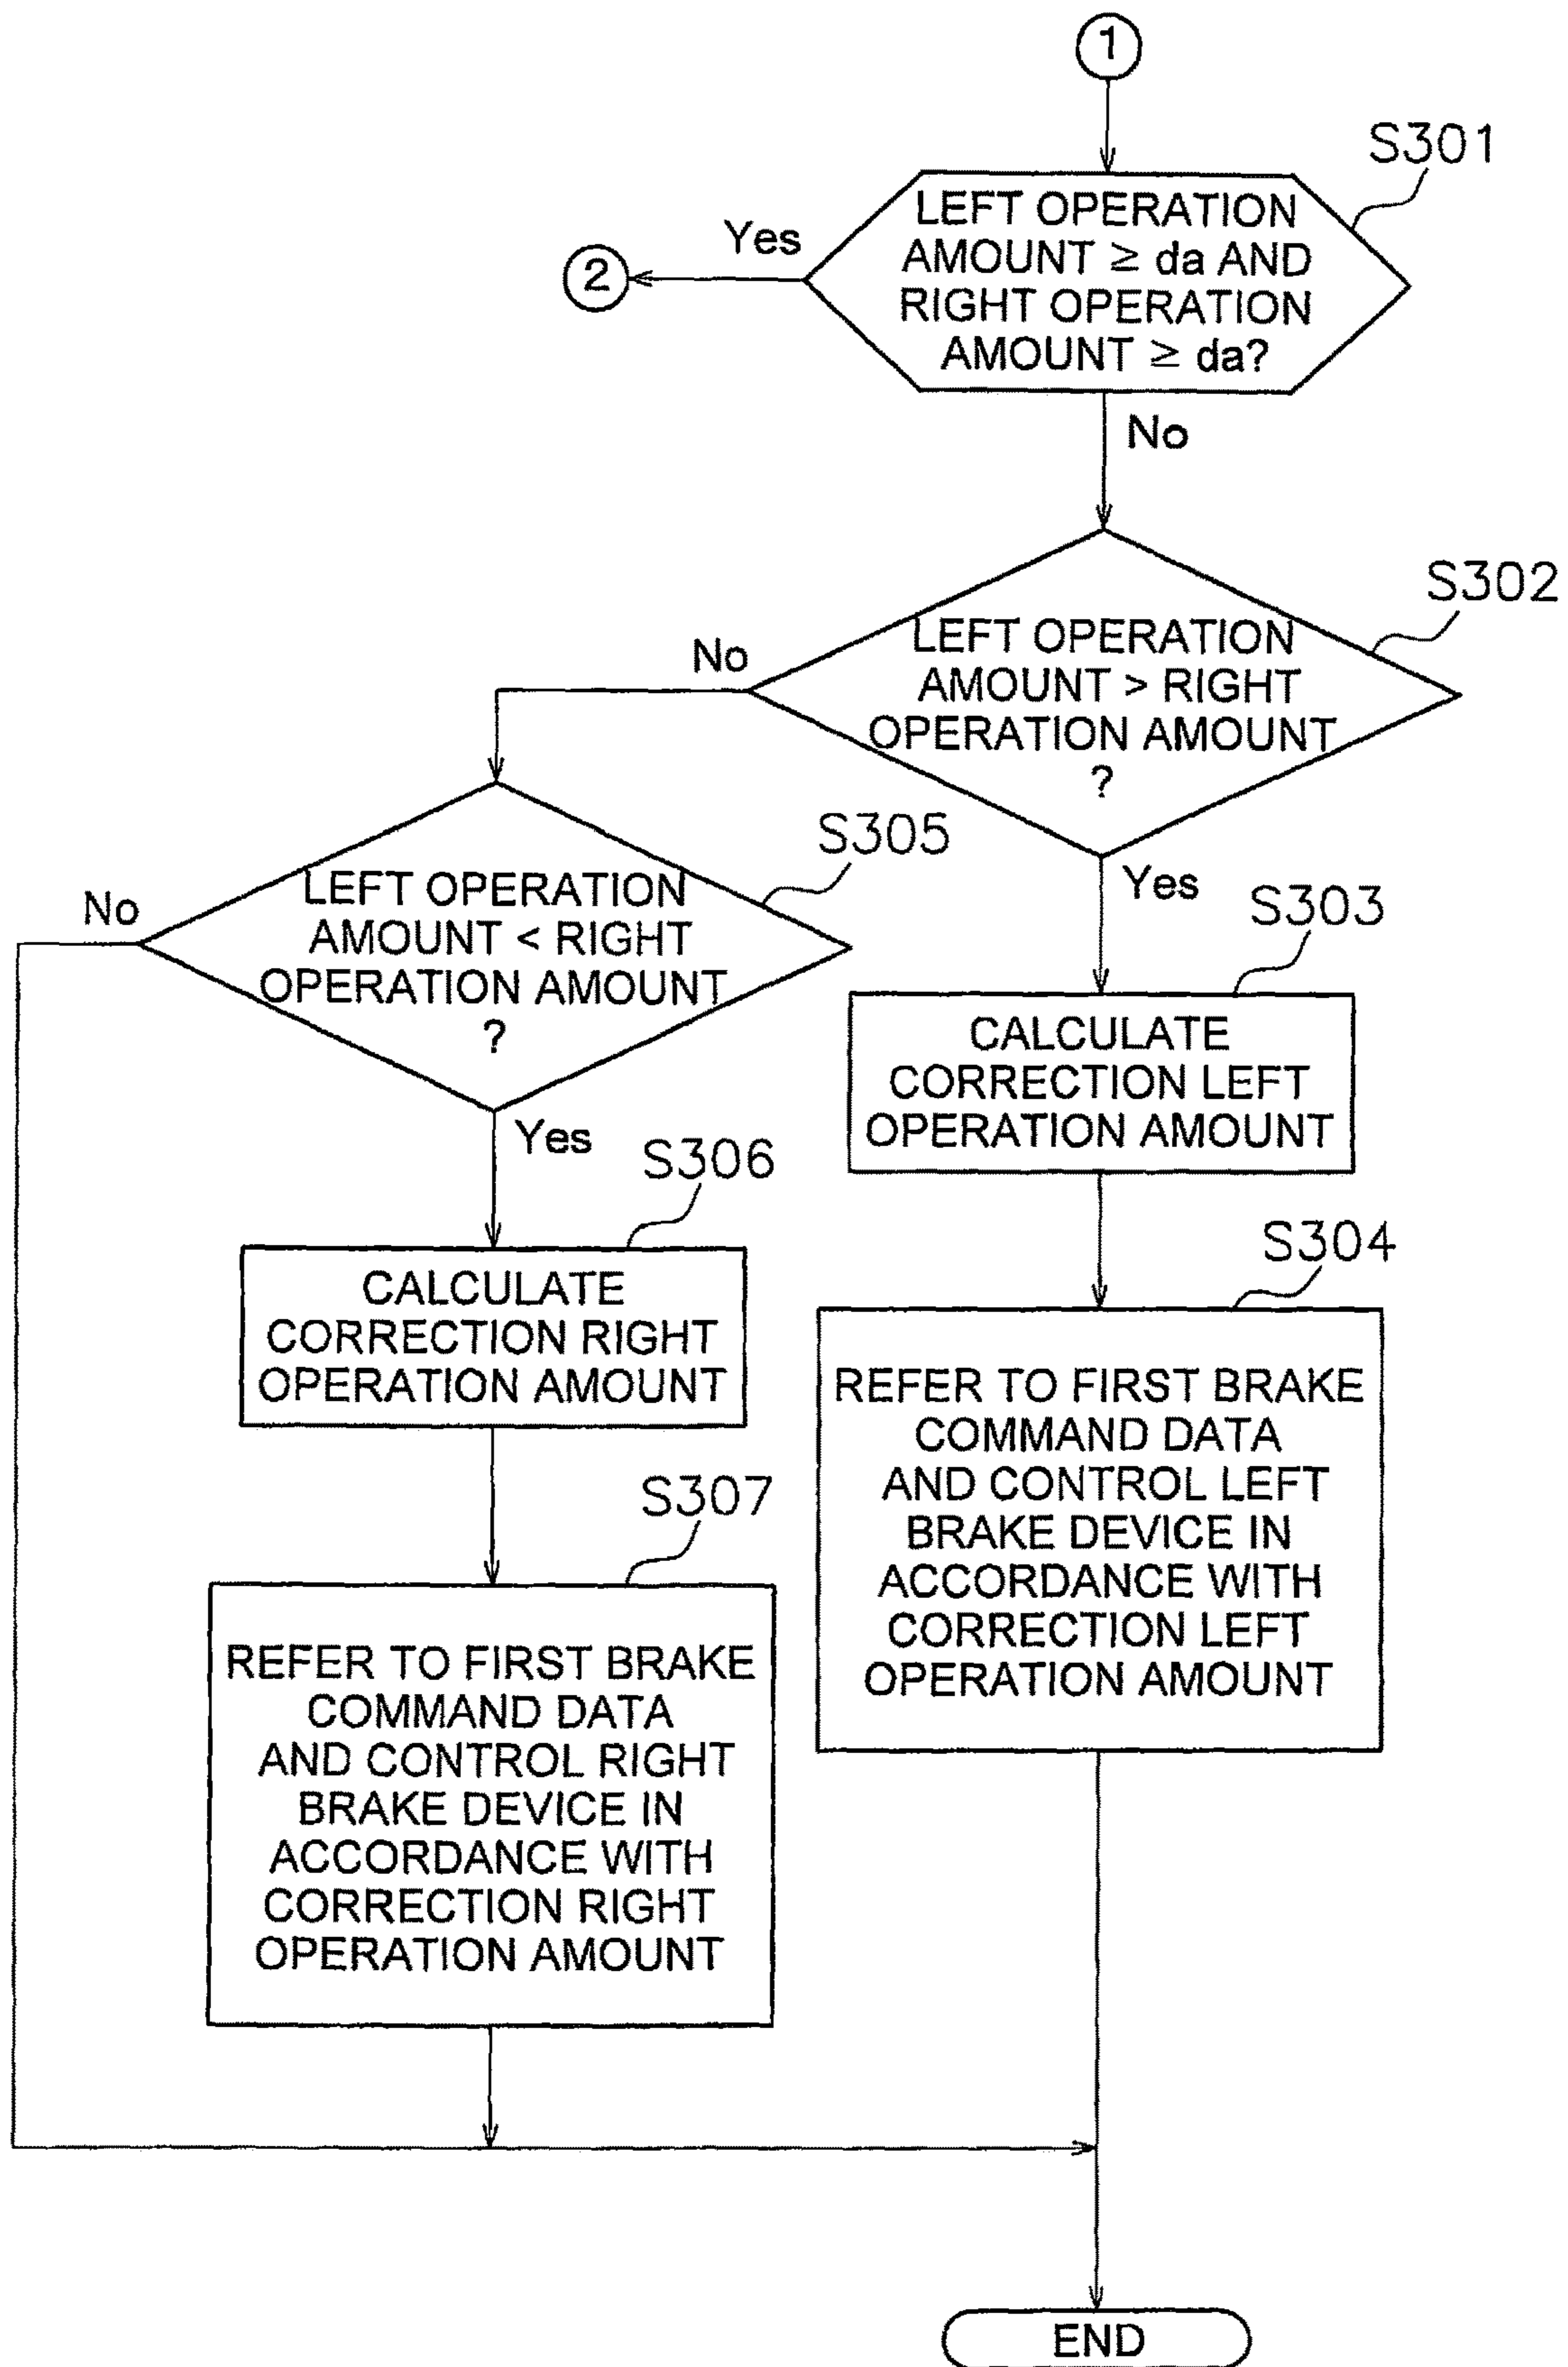 1
S301
LEFT OPERATION
AMOUNT ≥ da AND
RIGHT OPERATION
AMOUNT ≥ da?
Yes
2
No
S302
LEFT OPERATION
AMOUNT > RIGHT
OPERATION AMOUNT
?
No
Yes
S305
LEFT OPERATION
AMOUNT < RIGHT
OPERATION AMOUNT
?
No
Yes
S303
CALCULATE
CORRECTION LEFT
OPERATION AMOUNT
S306
CALCULATE
CORRECTION RIGHT
OPERATION AMOUNT
S304
REFER TO FIRST BRAKE
COMMAND DATA
AND CONTROL LEFT
BRAKE DEVICE IN
ACCORDANCE WITH
CORRECTION LEFT
OPERATION AMOUNT
S307
REFER TO FIRST BRAKE
COMMAND DATA
AND CONTROL RIGHT
BRAKE DEVICE IN
ACCORDANCE WITH
CORRECTION RIGHT
OPERATION AMOUNT
END